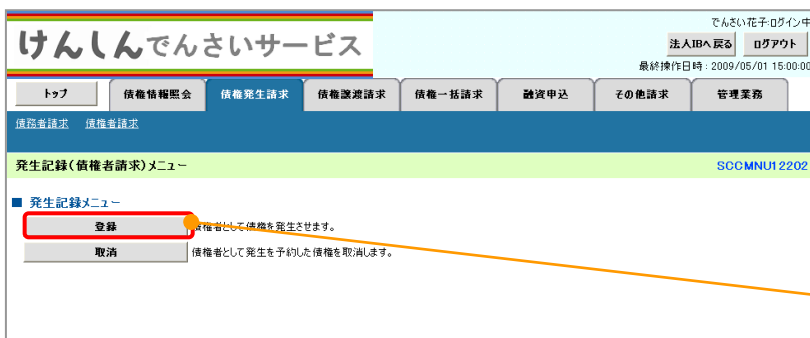 でんさい花子:ログイン中
けんしんでんさいサービス
法人IBへ戻る ログアウト
最終操作日時：2009/05/01 15:00:00
トップ 債権情報照会 債権発生請求 債権譲渡請求 債権一括請求 融資申込 その他請求 管理業務
債務者請求 債権者請求
発生記録(債権者請求)メニュー SCCMNU12202
■ 発生記録メニュー
登録 債権者として債権を発生させます。
取消 債権者として発生を予約した債権を取消します。